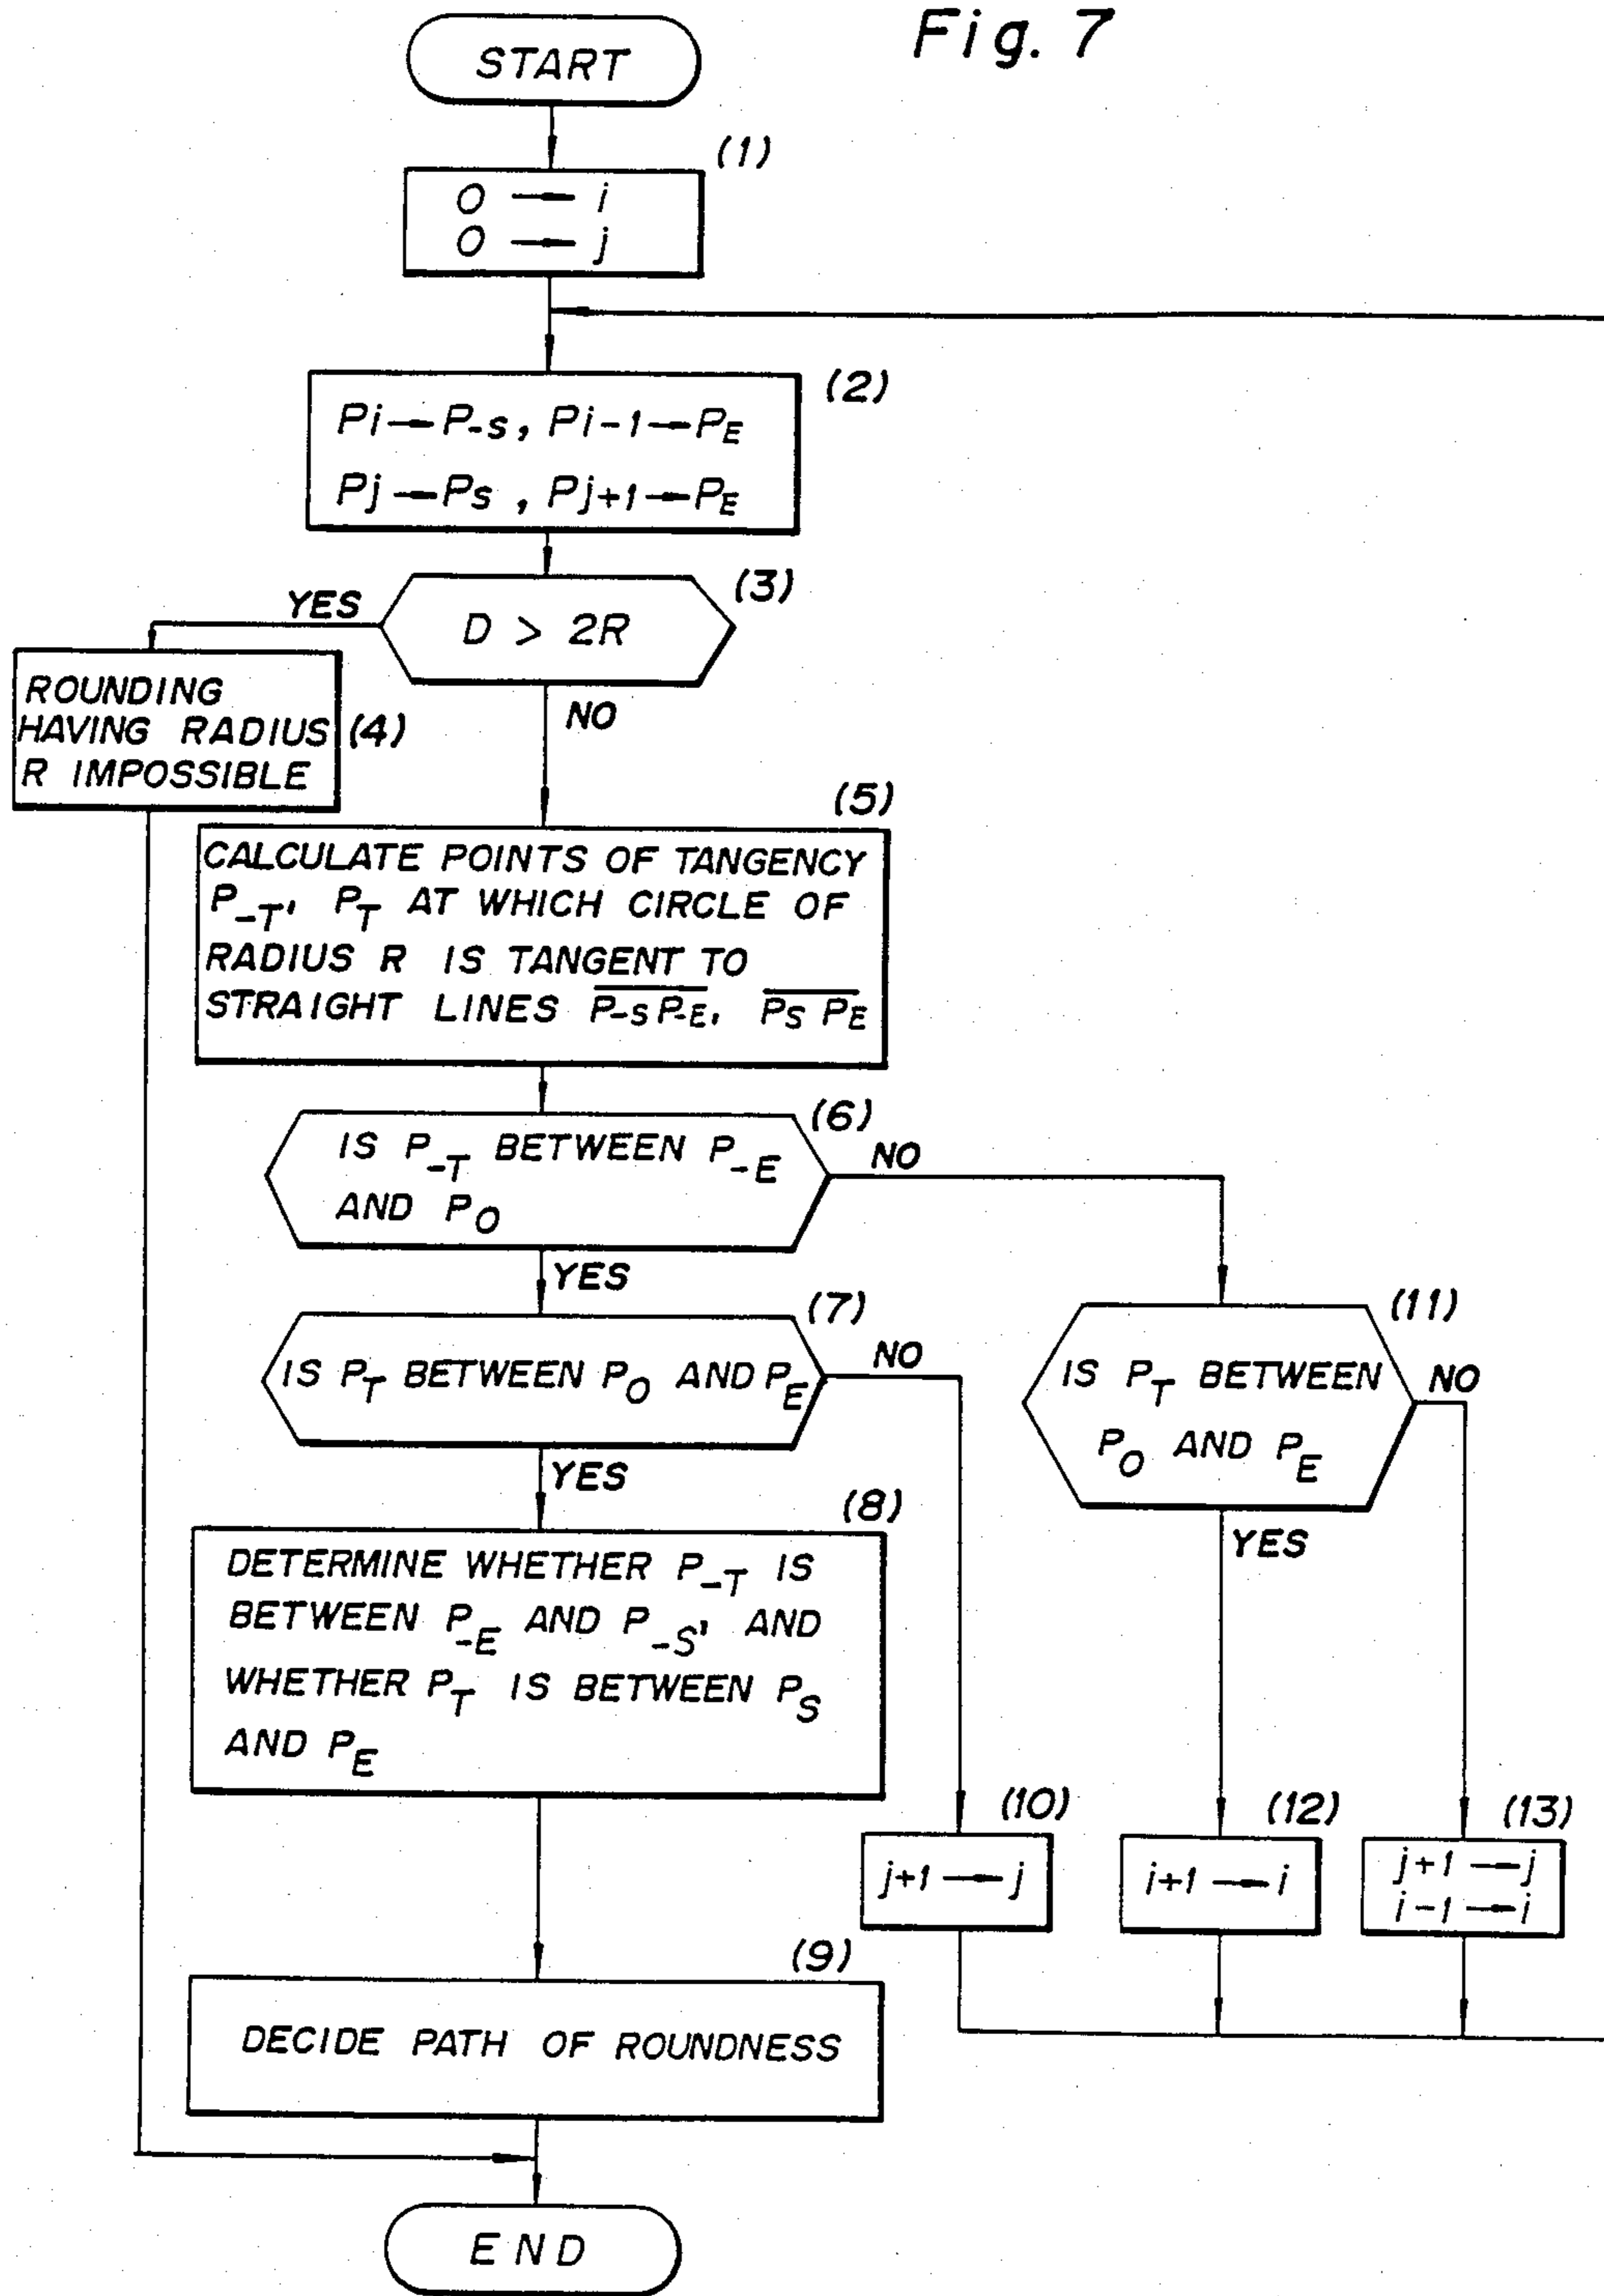 Fig. 7
START
(1)
0 → i
0 → j
(2)
Pi → P-S, Pi-1 → PE
Pj → PS, Pj+1 → PE
(3)
D > 2R
YES
NO
ROUNDING
HAVING RADIUS
R IMPOSSIBLE
(4)
(5)
CALCULATE POINTS OF TANGENCY
P-T, PT AT WHICH CIRCLE OF
RADIUS R IS TANGENT TO
STRAIGHT LINES P-S P-E, PS PE
(6)
IS P-T BETWEEN P-E
AND PO
NO
YES
(7)
IS PT BETWEEN PO AND PE
NO
YES
(11)
IS PT BETWEEN
PO AND PE
NO
YES
(8)
DETERMINE WHETHER P-T IS
BETWEEN P-E AND P-S, AND
WHETHER PT IS BETWEEN PS
AND PE
(10)
j+1 → j
(12)
i+1 → i
(13)
j+1 → j
i-1 → i
(9)
DECIDE PATH OF ROUNDNESS
END